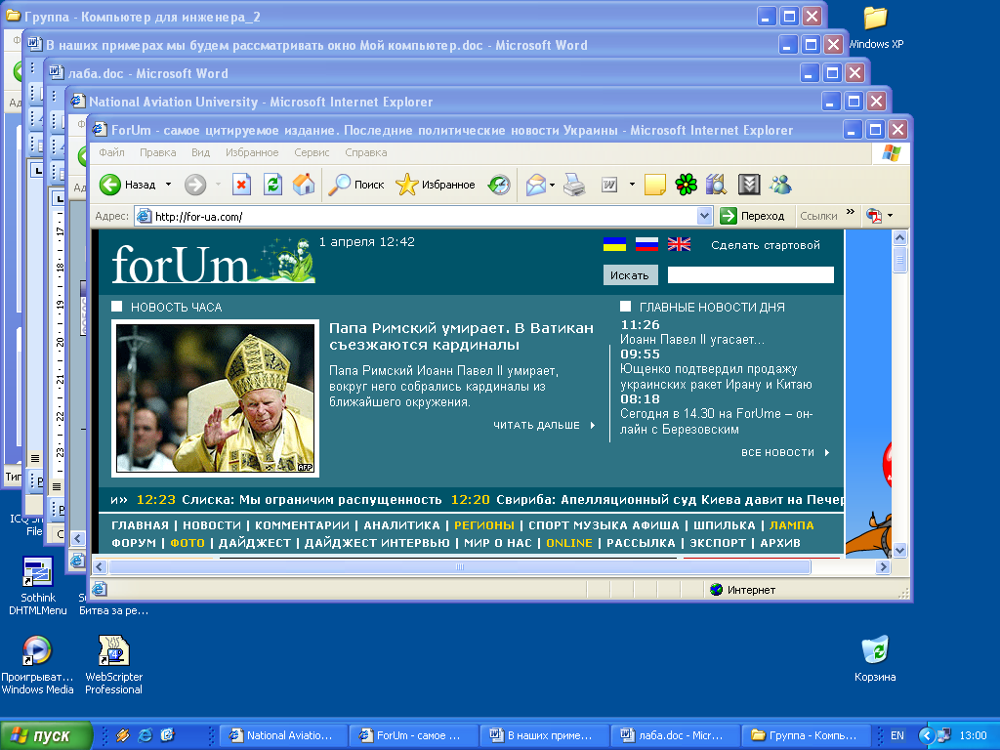 Группа - Компьютер для инженера_2
В наших примерах мы будем рассматривать окно Мой компьютер.doc - Microsoft Word
лаба.doc - Microsoft Word
National Aviation University - Microsoft Internet Explorer
ForUm - самое цитируемое издание. Последние политические новости Украины - Microsoft Internet Explorer
Файл Правка Вид Избранное Сервис Справка
Назад Поиск Избранное
Адрес: http://for-ua.com/ Переход Ссылки »
forUm
1 апреля 12:42
Сделать стартовой
Искать
НОВОСТЬ ЧАСА
Папа Римский умирает. В Ватикан
съезжаются кардиналы
Папа Римский Иоанн Павел II умирает,
вокруг него собрались кардиналы из
ближайшего окружения.
ЧИТАТЬ ДАЛЬШЕ
AFP
ГЛАВНЫЕ НОВОСТИ ДНЯ
11:26
Иоанн Павел II угасает...
09:55
Ющенко подтвердил продажу
украинских ракет Ирану и Китаю
08:18
Сегодня в 14.30 на ForUme – он-
лайн с Березовским
ВСЕ НОВОСТИ
и» 12:23 Слиска: Мы ограничим распущенность 12:20 Свириба: Апелляционный суд Киева давит на Печер
ГЛАВНАЯ | НОВОСТИ | КОММЕНТАРИИ | АНАЛИТИКА | РЕГИОНЫ | СПОРТ МУЗЫКА АФИША | ШПИЛЬКА | ЛАМПА
ФОРУМ | ФОТО | ДАЙДЖЕСТ | ДАЙДЖЕСТ ИНТЕРВЬЮ | МИР О НАС | ONLINE | РАССЫЛКА | ЭКСПОРТ | АРХИВ
Интернет
17
18
19
20
21
22
23
Windows XP
File
Sothink
DHTMLMenu
Битва за ре...
Проигрыват...
Windows Media
WebScripter
Professional
Корзина
пуск
National Aviatio...
ForUm - самое ...
В наших приме...
лаба.doc - Micr...
Группа - Компь...
EN
13:00